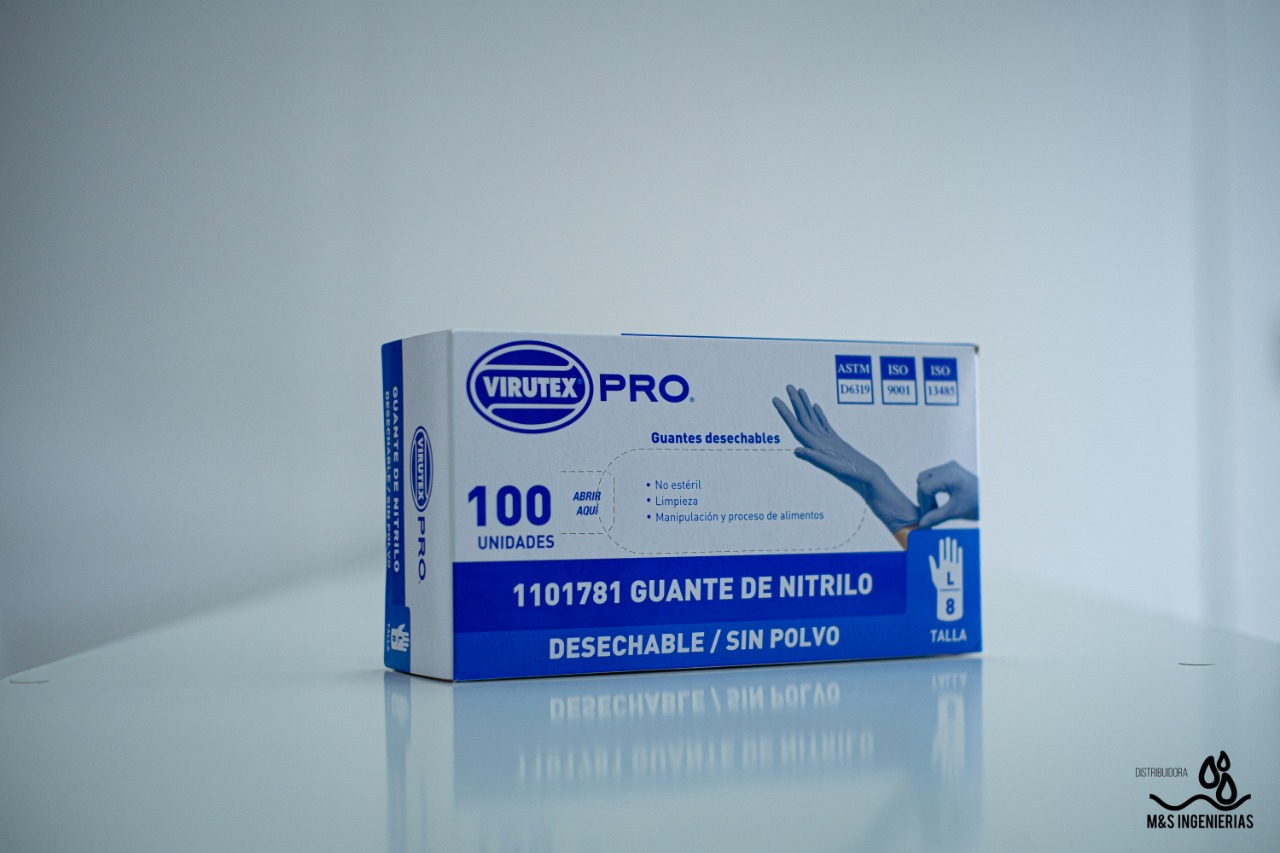 VIRUTEX® PRO®
ASTM
D6319
ISO
9001
ISO
13485
Guantes desechables
100
UNIDADES
ABRIR
AQUÍ
• No estéril
• Limpieza
• Manipulación y proceso de alimentos
1101781 GUANTE DE NITRILO
DESECHABLE / SIN POLVO
L
8
TALLA
GUANTE DE NITRILO
DESECHABLE / SIN POLVO
VIRUTEX PRO
TALLA
DISTRIBUIDORA
M&S INGENIERIAS